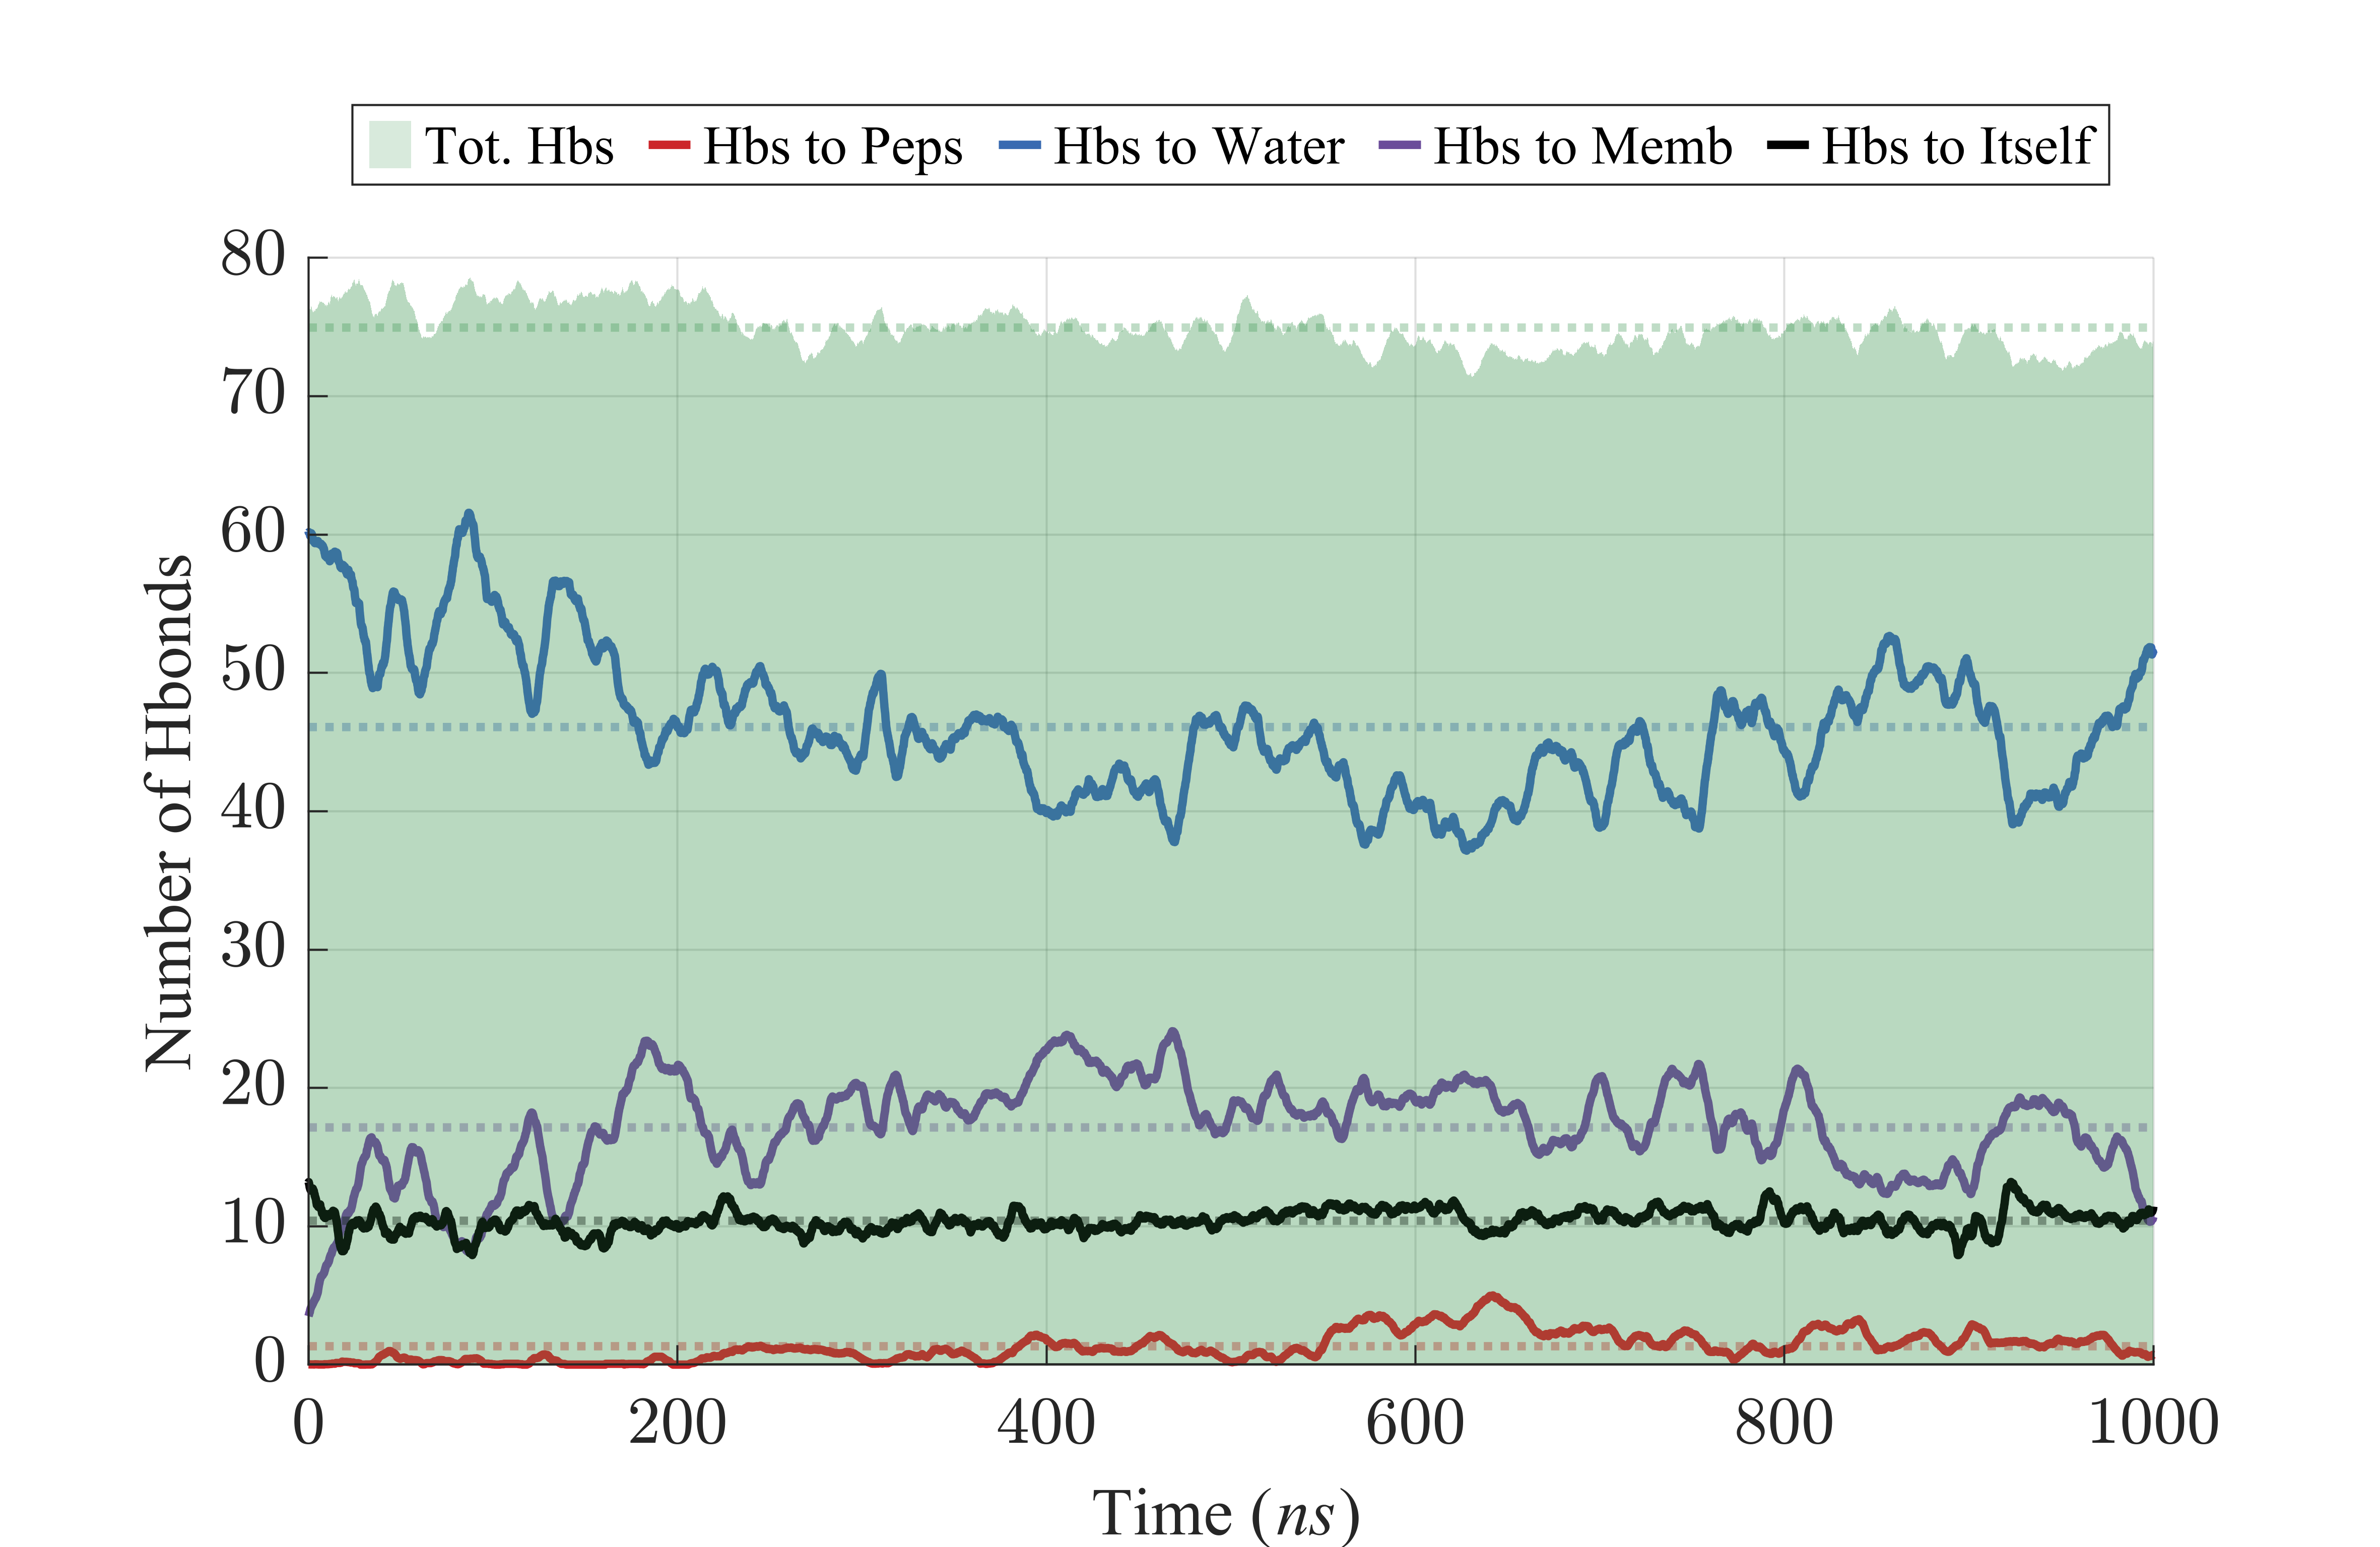 Tot. Hbs Hbs to Peps Hbs to Water Hbs to Memb Hbs to Itself
80
70
60
50
40
30
20
10
0
Number of Hbonds
0 200 400 600 800 1000
Time (ns)